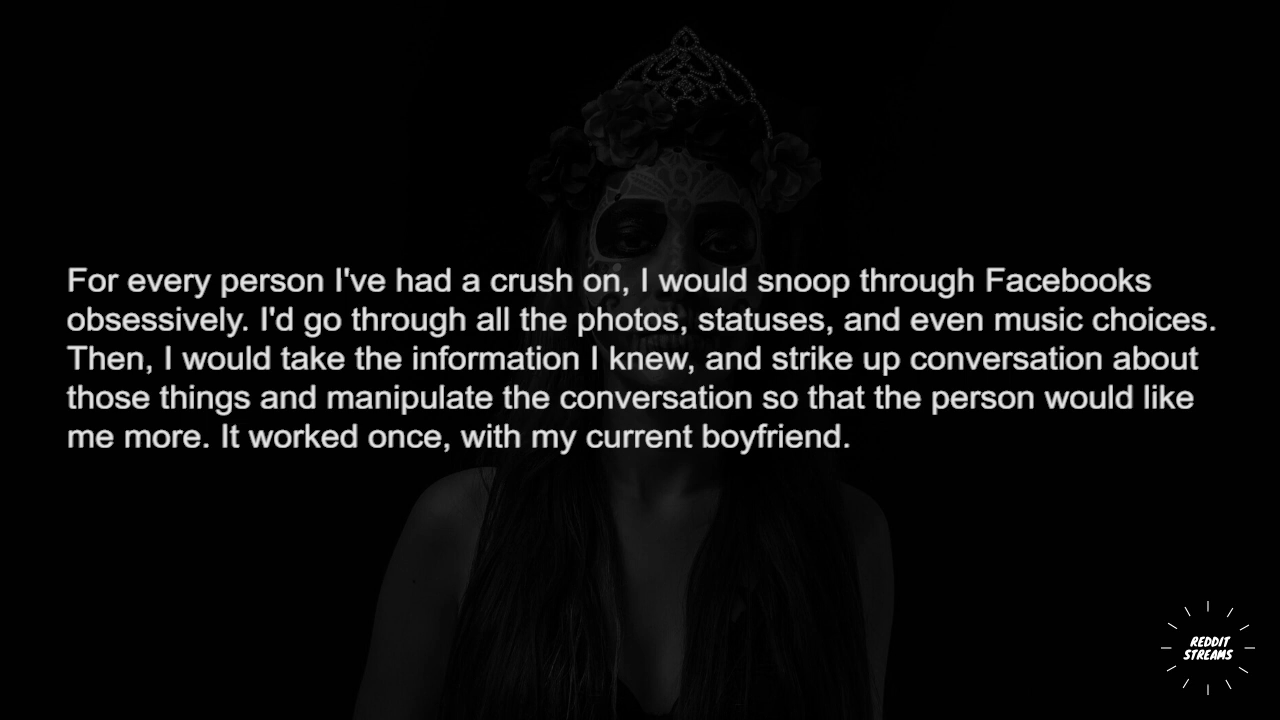 For every person I've had a crush on, I would snoop through Facebooks
obsessively. I'd go through all the photos, statuses, and even music choices.
Then, I would take the information I knew, and strike up conversation about
those things and manipulate the conversation so that the person would like
me more. It worked once, with my current boyfriend.
REDDIT
STREAMS